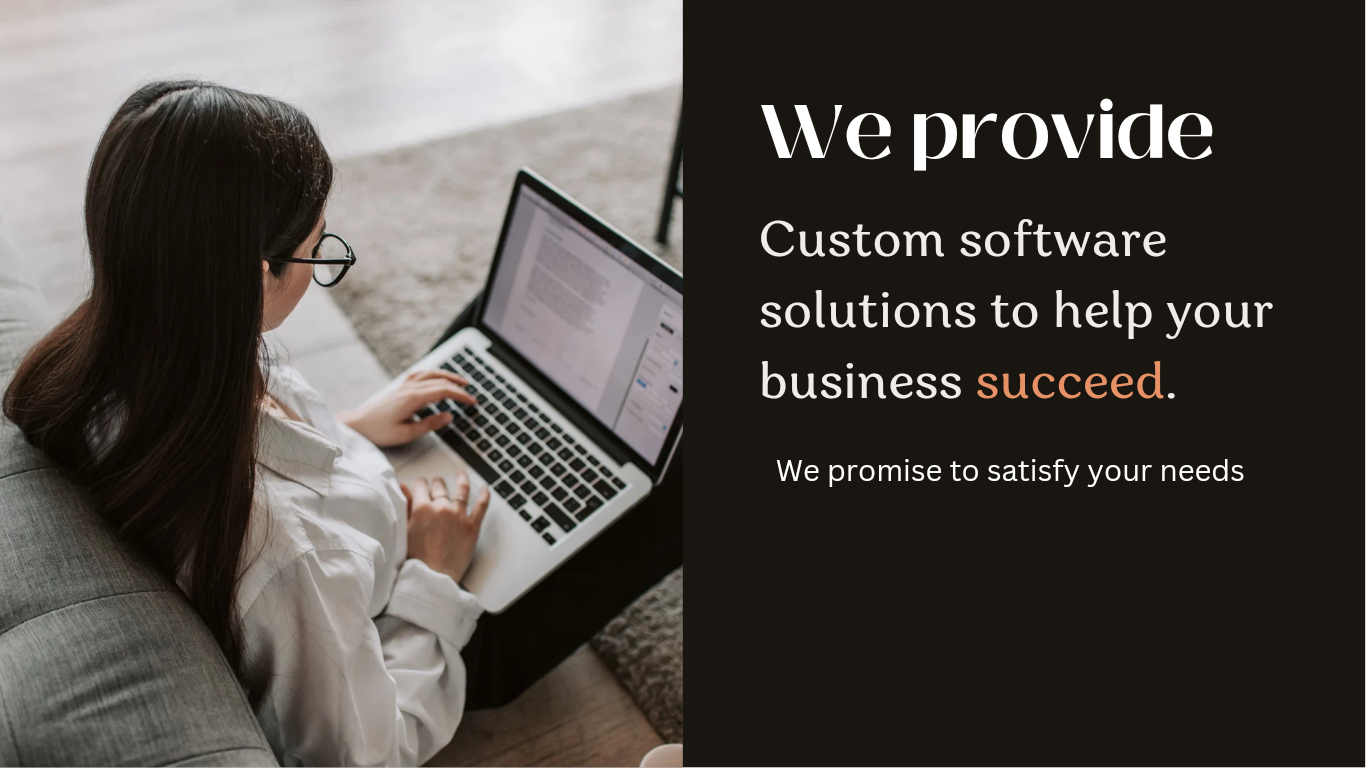 We provide
Custom software
solutions to help your
business succeed.
We promise to satisfy your needs